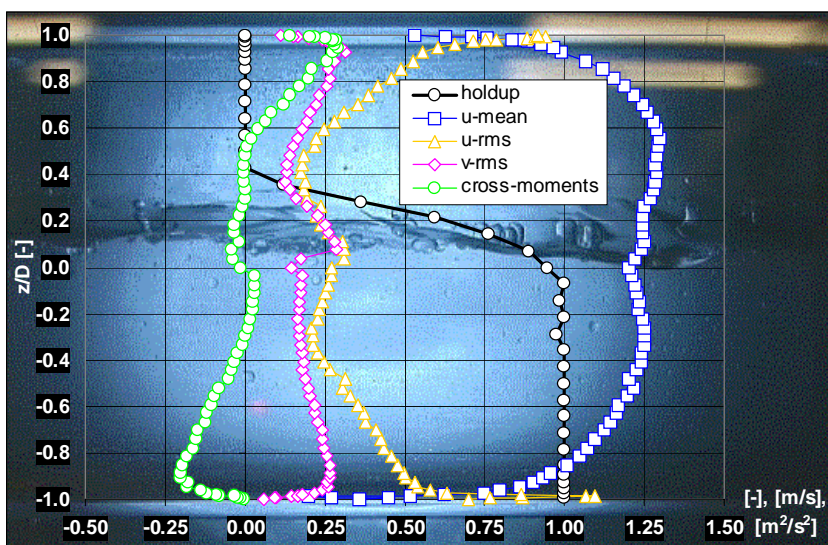 1.0
0.8
0.6
0.4
0.2
0.0
-0.2
-0.4
-0.6
-0.8
-1.0
z/D [-]
holdup
u-mean
u-rms
v-rms
cross-moments
-0.50 -0.25 0.00 0.25 0.50 0.75 1.00 1.25 1.50
[-], [m/s],
[m²/s²]